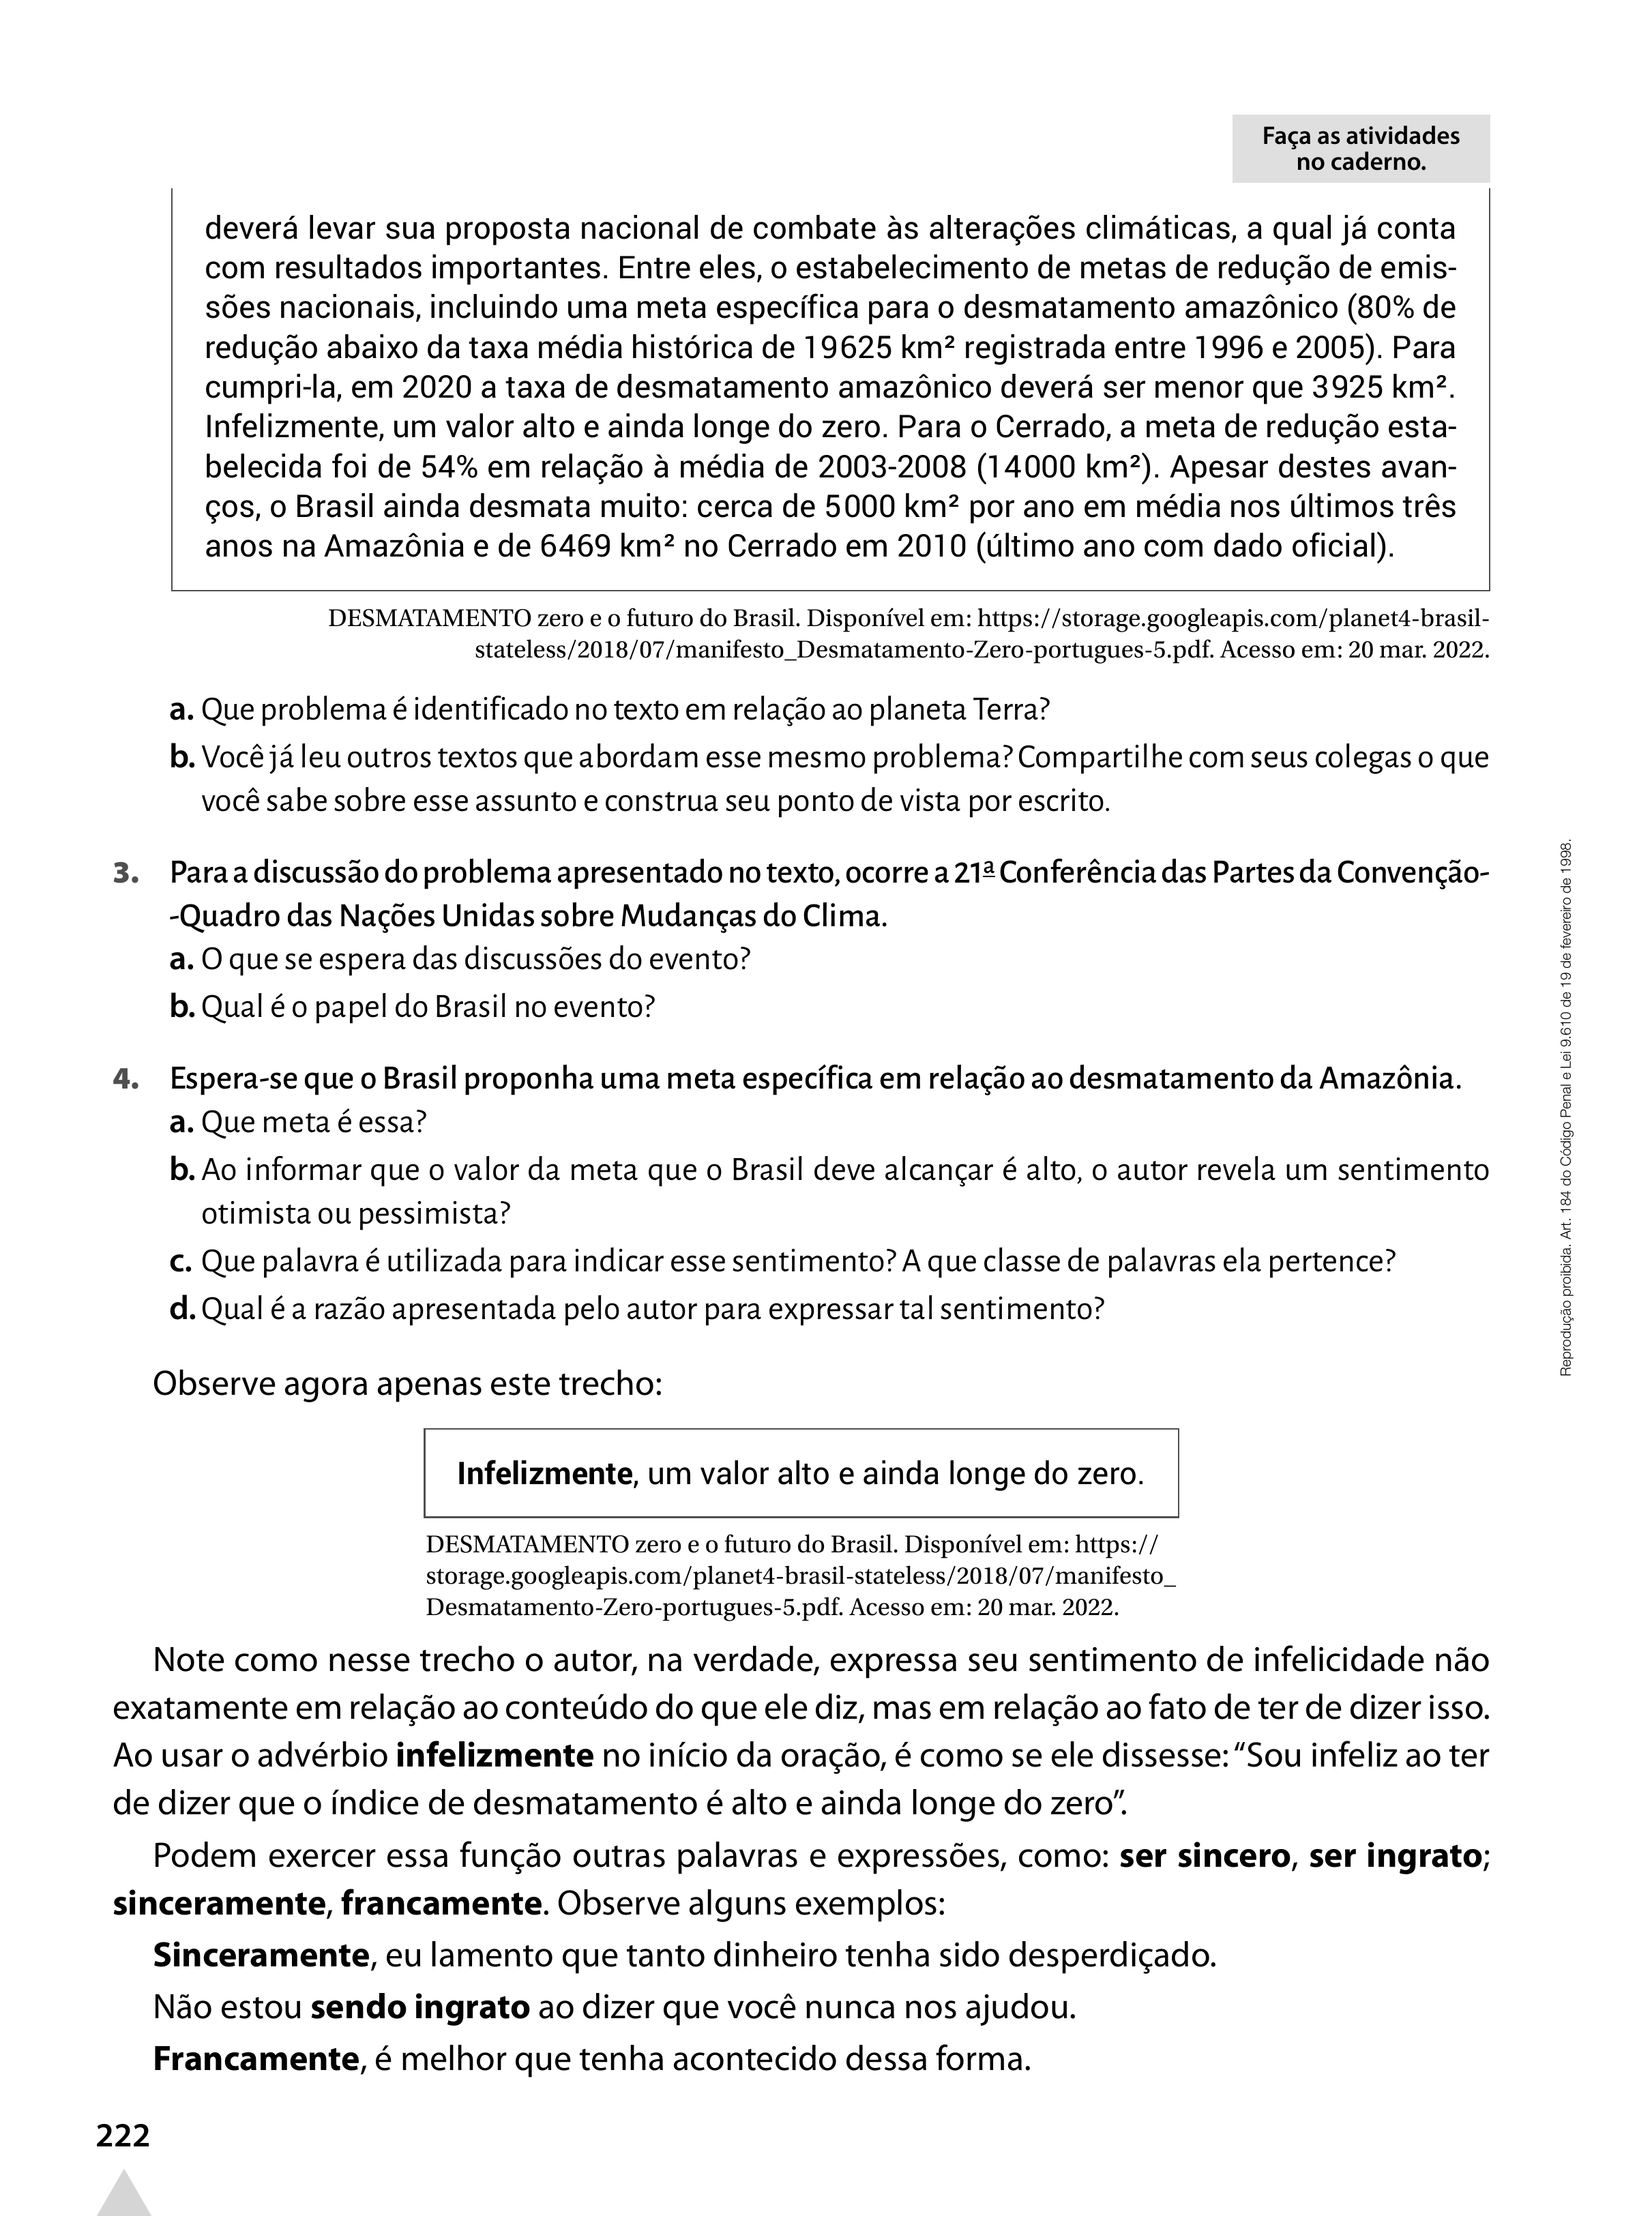 Faça as atividades
no caderno.
deverá levar sua proposta nacional de combate às alterações climáticas, a qual já conta
com resultados importantes. Entre eles, o estabelecimento de metas de redução de emis-
sões nacionais, incluindo uma meta específica para o desmatamento amazônico (80% de
redução abaixo da taxa média histórica de 19625 km² registrada entre 1996 e 2005). Para
cumpri-la, em 2020 a taxa de desmatamento amazônico deverá ser menor que 3925 km².
Infelizmente, um valor alto e ainda longe do zero. Para o Cerrado, a meta de redução esta-
belecida foi de 54% em relação à média de 2003-2008 (14000 km²). Apesar destes avan-
ços, o Brasil ainda desmata muito: cerca de 5000 km² por ano em média nos últimos três
anos na Amazônia e de 6469 km² no Cerrado em 2010 (último ano com dado oficial).
DESMATAMENTO zero e o futuro do Brasil. Disponível em: https://storage.googleapis.com/planet4-brasil-
stateless/2018/07/manifesto_Desmatamento-Zero-portugues-5.pdf. Acesso em: 20 mar. 2022.
a. Que problema é identificado no texto em relação ao planeta Terra?
b. Você já leu outros textos que abordam esse mesmo problema? Compartilhe com seus colegas o que
você sabe sobre esse assunto e construa seu ponto de vista por escrito.
3. Para a discussão do problema apresentado no texto, ocorre a 21ª Conferência das Partes da Convenção-
-Quadro das Nações Unidas sobre Mudanças do Clima.
a. O que se espera das discussões do evento?
b. Qual é o papel do Brasil no evento?
4. Espera-se que o Brasil proponha uma meta específica em relação ao desmatamento da Amazônia.
a. Que meta é essa?
b. Ao informar que o valor da meta que o Brasil deve alcançar é alto, o autor revela um sentimento
otimista ou pessimista?
c. Que palavra é utilizada para indicar esse sentimento? A que classe de palavras ela pertence?
d. Qual é a razão apresentada pelo autor para expressar tal sentimento?
Observe agora apenas este trecho:
Infelizmente, um valor alto e ainda longe do zero.
DESMATAMENTO zero e o futuro do Brasil. Disponível em: https://
storage.googleapis.com/planet4-brasil-stateless/2018/07/manifesto_
Desmatamento-Zero-portugues-5.pdf. Acesso em: 20 mar. 2022.
Note como nesse trecho o autor, na verdade, expressa seu sentimento de infelicidade não
exatamente em relação ao conteúdo do que ele diz, mas em relação ao fato de ter de dizer isso.
Ao usar o advérbio infelizmente no início da oração, é como se ele dissesse: “Sou infeliz ao ter
de dizer que o índice de desmatamento é alto e ainda longe do zero”.
Podem exercer essa função outras palavras e expressões, como: ser sincero, ser ingrato;
sinceramente, francamente. Observe alguns exemplos:
Sinceramente, eu lamento que tanto dinheiro tenha sido desperdiçado.
Não estou sendo ingrato ao dizer que você nunca nos ajudou.
Francamente, é melhor que tenha acontecido dessa forma.
222
Reprodução proibida. Art. 184 do Código Penal e Lei 9.610 de 19 de fevereiro de 1998.